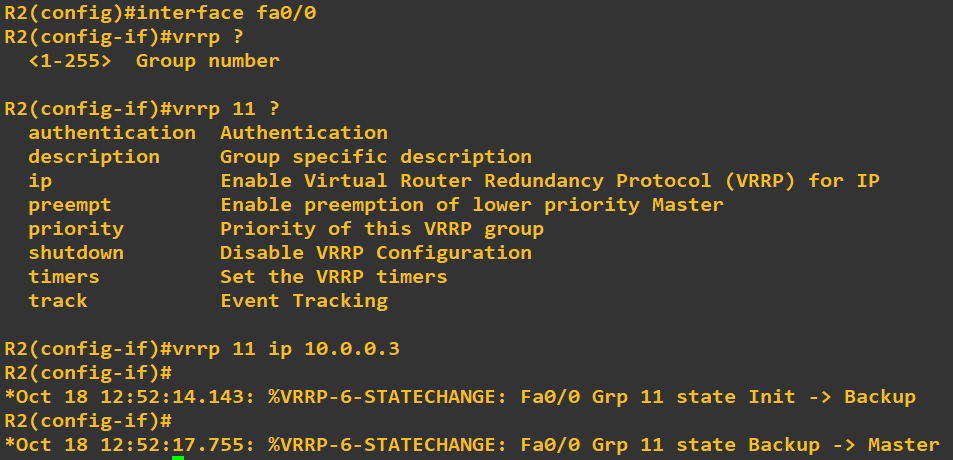 R2(config)#interface fa0/0
R2(config-if)#vrrp ?
  <1-255>  Group number

R2(config-if)#vrrp 11 ?
  authentication  Authentication
  description     Group specific description
  ip              Enable Virtual Router Redundancy Protocol (VRRP) for IP
  preempt         Enable preemption of lower priority Master
  priority        Priority of this VRRP group
  shutdown        Disable VRRP Configuration
  timers          Set the VRRP timers
  track           Event Tracking

R2(config-if)#vrrp 11 ip 10.0.0.3
R2(config-if)#
*Oct 18 12:52:14.143: %VRRP-6-STATECHANGE: Fa0/0 Grp 11 state Init -> Backup
R2(config-if)#
*Oct 18 12:52:17.755: %VRRP-6-STATECHANGE: Fa0/0 Grp 11 state Backup -> Master